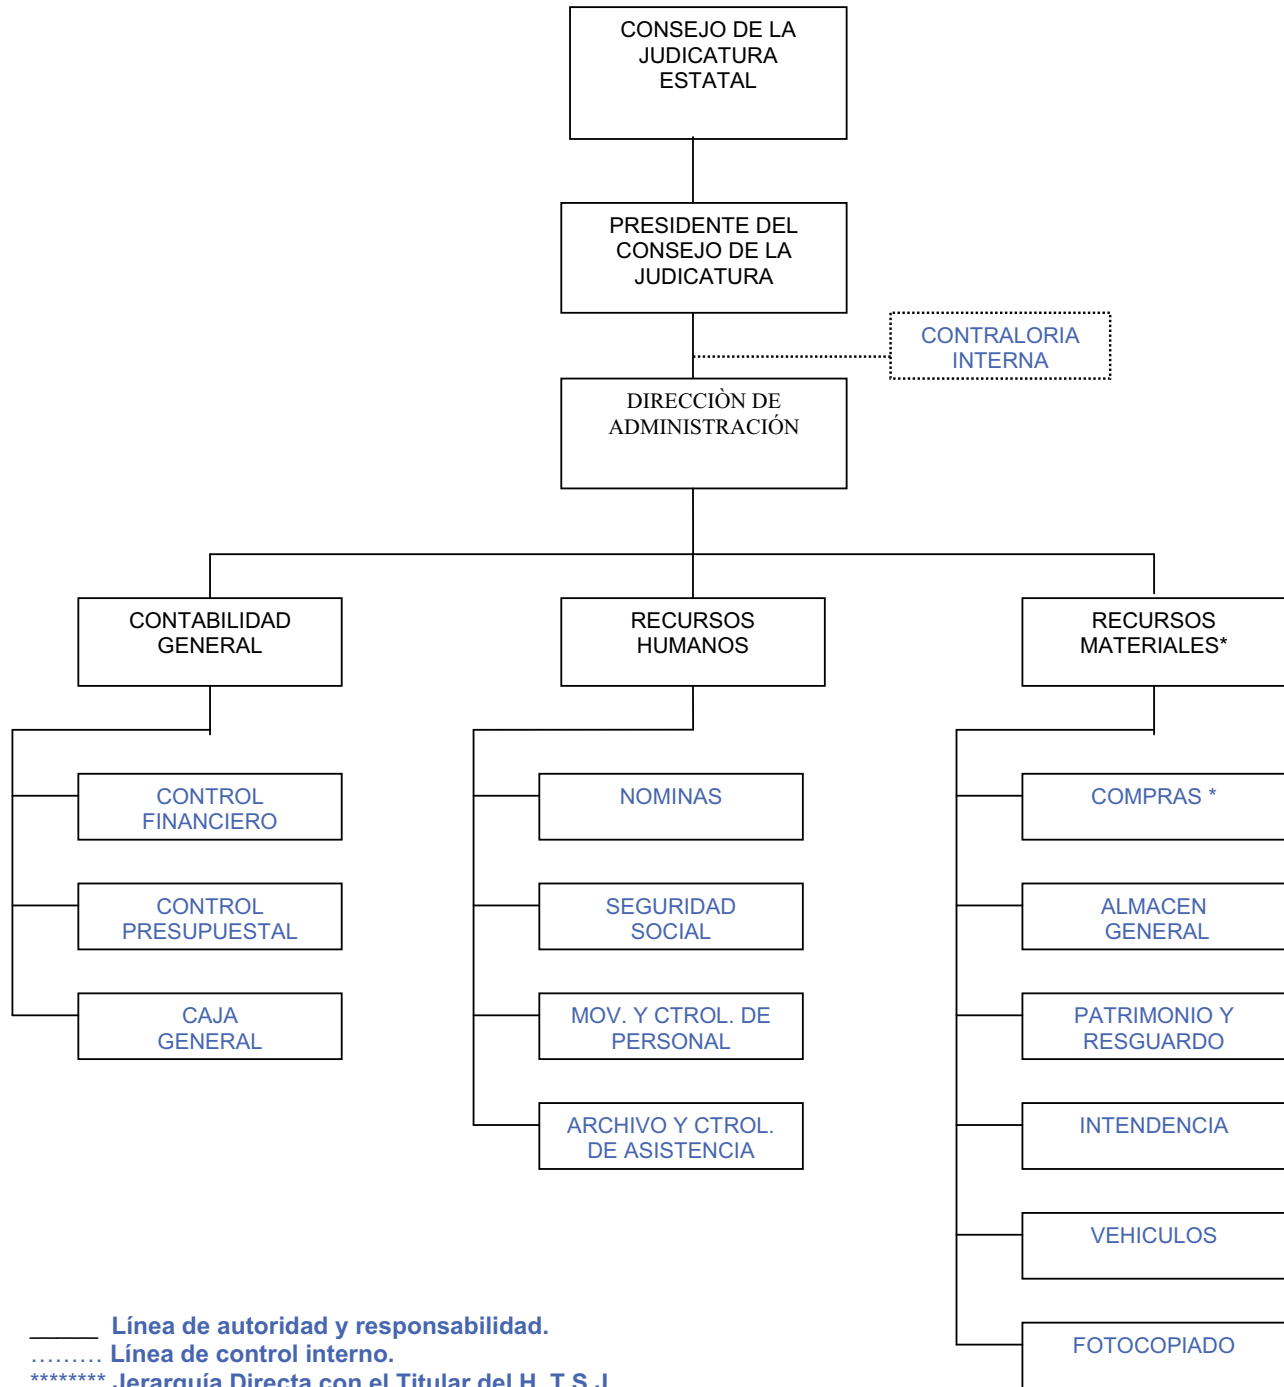 CONSEJO DE LA
JUDICATURA
ESTATAL
PRESIDENTE DEL
CONSEJO DE LA
JUDICATURA
CONTRALORIA
INTERNA
DIRECCIÒN DE
ADMINISTRACIÓN
CONTABILIDAD
GENERAL
RECURSOS
HUMANOS
RECURSOS
MATERIALES*
CONTROL
FINANCIERO
CONTROL
PRESUPUESTAL
CAJA
GENERAL
NOMINAS
SEGURIDAD
SOCIAL
MOV. Y CTROL. DE
PERSONAL
ARCHIVO Y CTROL.
DE ASISTENCIA
COMPRAS *
ALMACEN
GENERAL
PATRIMONIO Y
RESGUARDO
INTENDENCIA
VEHICULOS
FOTOCOPIADO
_____ Línea de autoridad y responsabilidad.
......... Línea de control interno.
******** Jerarquía Directa con el Titular del H. T.S.J.